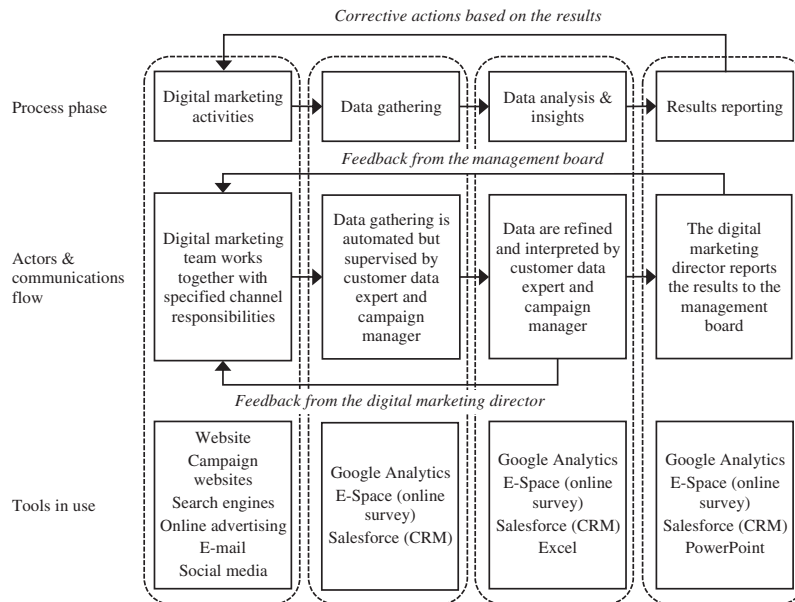 Corrective actions based on the results
Process phase
Digital marketing
activities
Data gathering
Data analysis &
insights
Results reporting
Feedback from the management board
Actors &
communications
flow
Digital marketing
team works
together with
specified channel
responsibilities
Data gathering is
automated but
supervised by
customer data
expert and
campaign
manager
Data are refined
and interpreted by
customer data
expert and
campaign
manager
The digital
marketing
director reports
the results to the
management
board
Feedback from the digital marketing director
Tools in use
Website
Campaign
websites
Search engines
Online advertising
E-mail
Social media
Google Analytics
E-Space (online
survey)
Salesforce (CRM)
Google Analytics
E-Space (online
survey)
Salesforce (CRM)
Excel
Google Analytics
E-Space (online
survey)
Salesforce (CRM)
PowerPoint